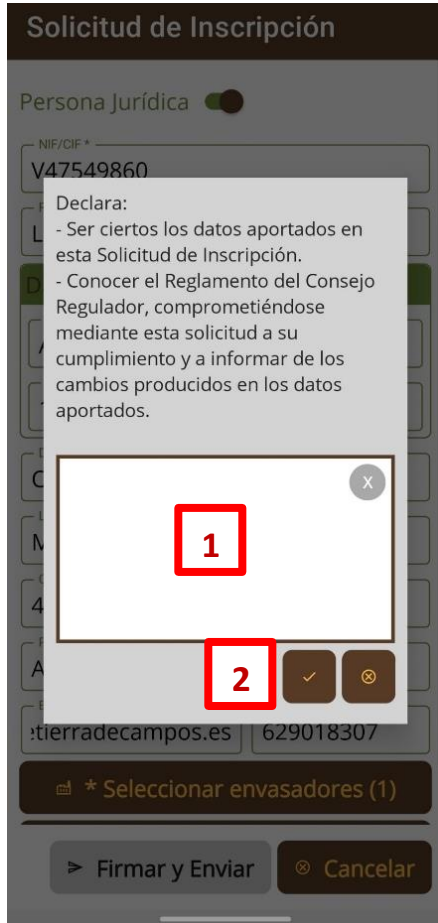 Solicitud de Inscripción
Persona Jurídica
NIF/CIF *
V47549860
Declara:
- Ser ciertos los datos aportados en
esta Solicitud de Inscripción.
- Conocer el Reglamento del Consejo
Regulador, comprometiéndose
mediante esta solicitud a su
cumplimiento y a informar de los
cambios producidos en los datos
aportados.
X
1
2
etierradecampos.es
629018307
* Seleccionar envasadores (1)
Firmar y Enviar
Cancelar